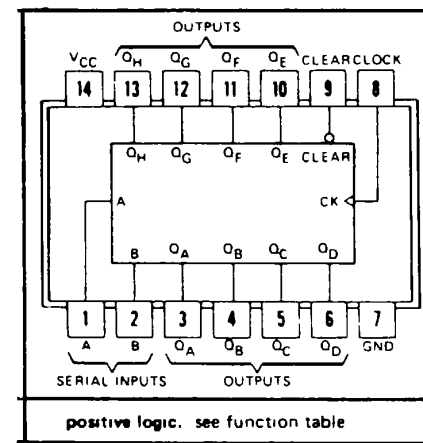 OUTPUTS
VCC QH QG QF QE CLEAR CLOCK
14 13 12 11 10 9 8
QH QG QF QE CLEAR
A CK
B QA QB QC QD
1 2 3 4 5 6 7
A B QA QB QC QD GND
SERIAL INPUTS OUTPUTS
positive logic. see function table